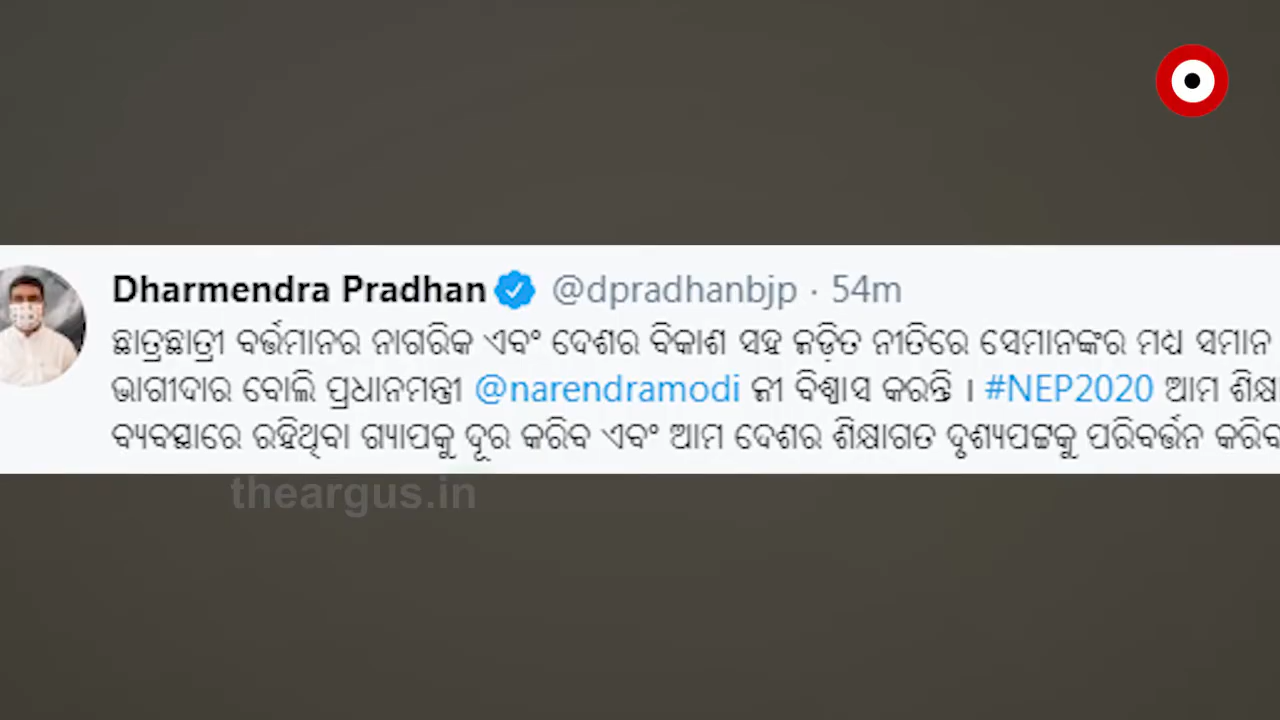 Dharmendra Pradhan @dpradhanbjp · 54m
ଛାତ୍ରଛାତ୍ରୀ ବର୍ତ୍ତମାନର ନାଗରିକ ଏବଂ ଦେଶର ବିକାଶ ସହ ଜଡ଼ିତ ନୀତିରେ ସେମାନଙ୍କର ମଧ୍ୟ ସମାନ
ଭାଗୀଦାର ବୋଲି ପ୍ରଧାନମନ୍ତ୍ରୀ @narendramodi ଜୀ ବିଶ୍ୱାସ କରନ୍ତି । #NEP2020 ଆମ ଶିକ୍ଷା
ବ୍ୟବସ୍ଥାରେ ରହିଥିବା ଗ୍ୟାପକୁ ଦୂର କରିବ ଏବଂ ଆମ ଦେଶର ଶିକ୍ଷାଗତ ଦୃଶ୍ୟପଟ୍ଟକୁ ପରିବର୍ତ୍ତନ କରିବ
theargus.in